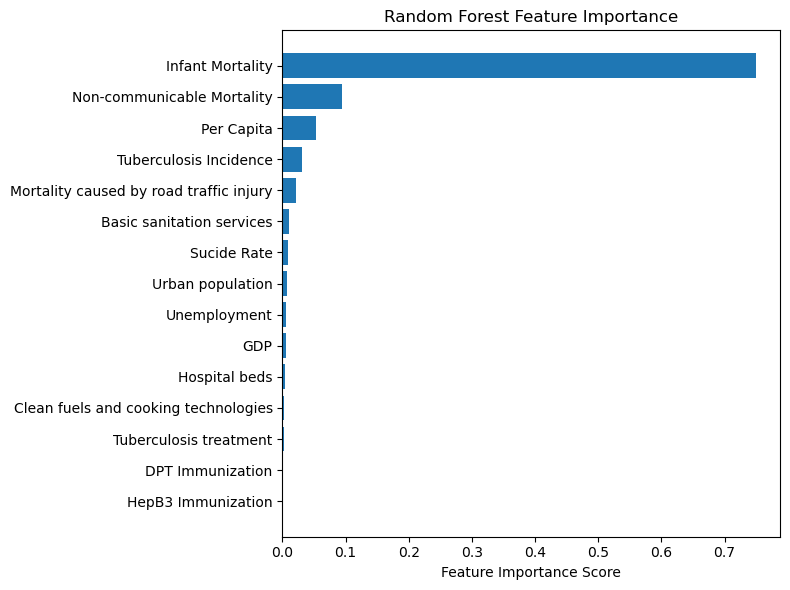 Random Forest Feature Importance
Infant Mortality
Non-communicable Mortality
Per Capita
Tuberculosis Incidence
Mortality caused by road traffic injury
Basic sanitation services
Sucide Rate
Urban population
Unemployment
GDP
Hospital beds
Clean fuels and cooking technologies
Tuberculosis treatment
DPT Immunization
HepB3 Immunization
0.0 0.1 0.2 0.3 0.4 0.5 0.6 0.7
Feature Importance Score